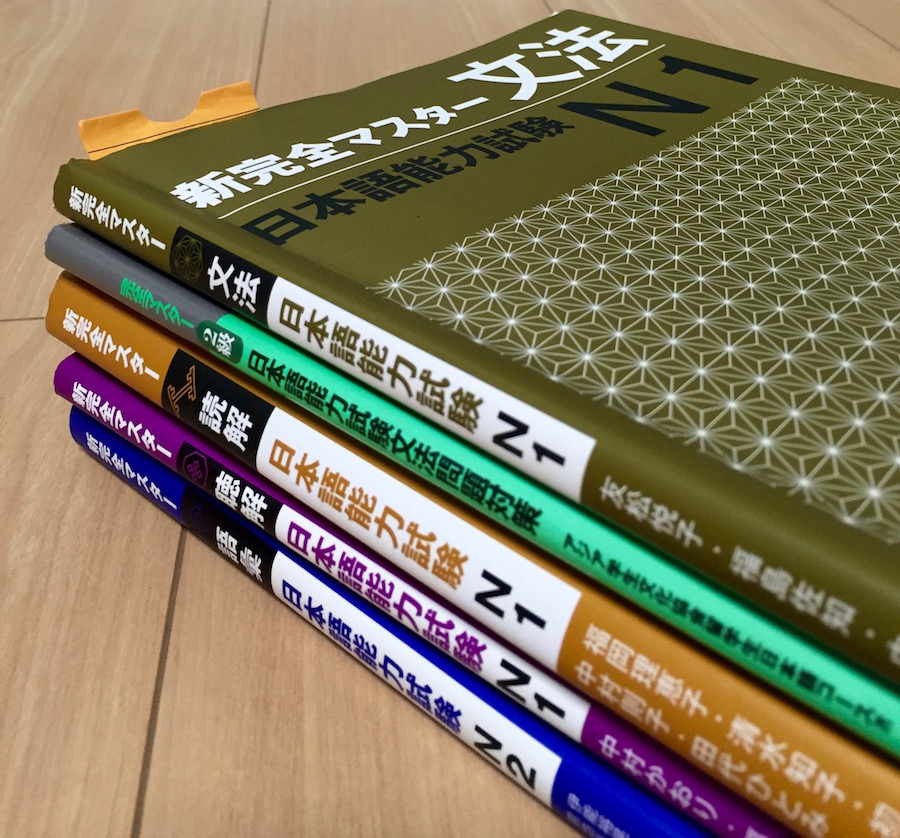 新完全マスター 文法
日本語能力試験 N1
新完全マスター 文法 日本語能力試験 N1 友松悦子・福島佐知・中
完全マスター 2級 日本語能力試験文法問題対策 アジア学生文化協会留学生日本語コース
新完全マスター 読解 日本語能力試験 N1 福岡理恵子・清水知子・初
中村則子・田代ひとみ
新完全マスター 聴解 日本語能力試験 N1 中村かおり・
新完全マスター 語彙 日本語能力試験 N2